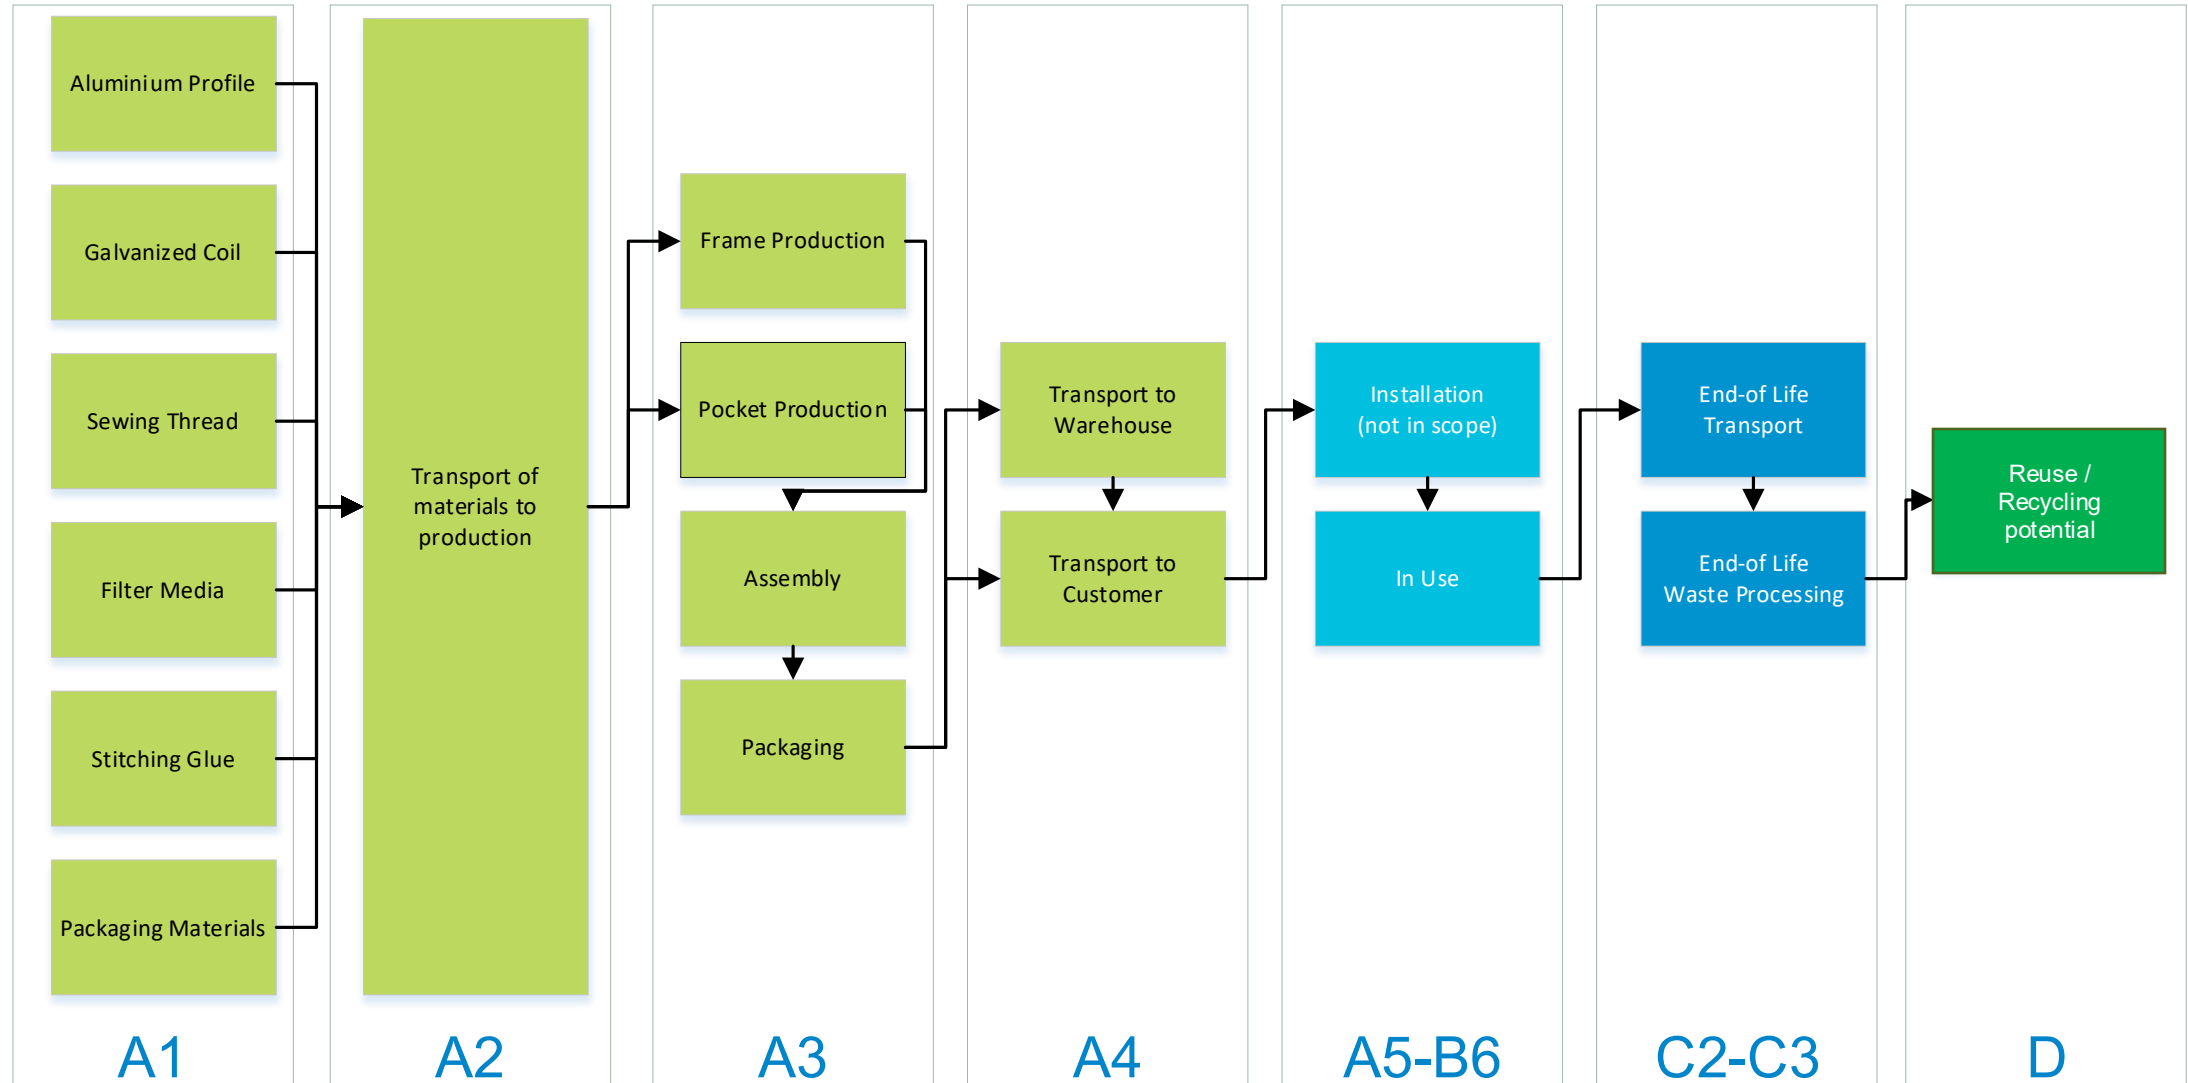 Aluminium Profile
Galvanized Coil
Sewing Thread
Filter Media
Stitching Glue
Packaging Materials
A1
Transport of
materials to
production
A2
Frame Production
Pocket Production
Assembly
Packaging
A3
Transport to
Warehouse
Transport to
Customer
A4
Installation
(not in scope)
In Use
A5-B6
End-of Life
Transport
End-of Life
Waste Processing
C2-C3
Reuse /
Recycling
potential
D